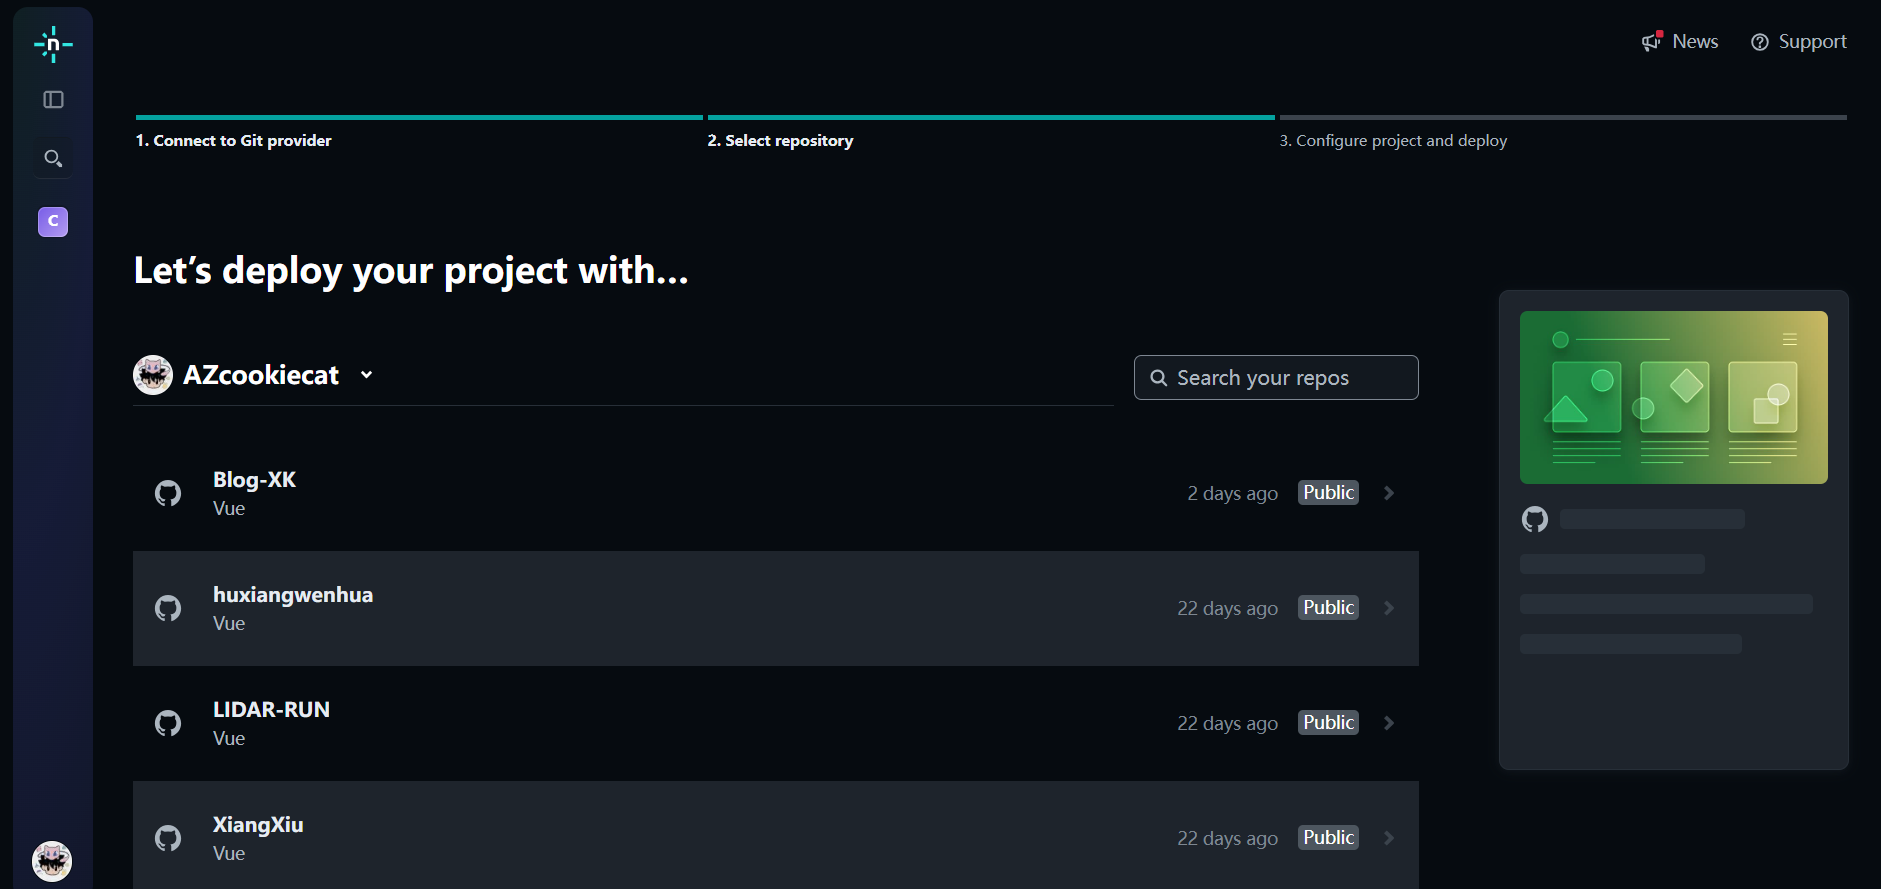 n
News
Support
1. Connect to Git provider
2. Select repository
3. Configure project and deploy
C
Let’s deploy your project with…
AZcookiecat
Search your repos
Blog-XK
Vue
2 days ago
Public
huxiangwenhua
Vue
22 days ago
Public
LIDAR-RUN
Vue
22 days ago
Public
XiangXiu
Vue
22 days ago
Public